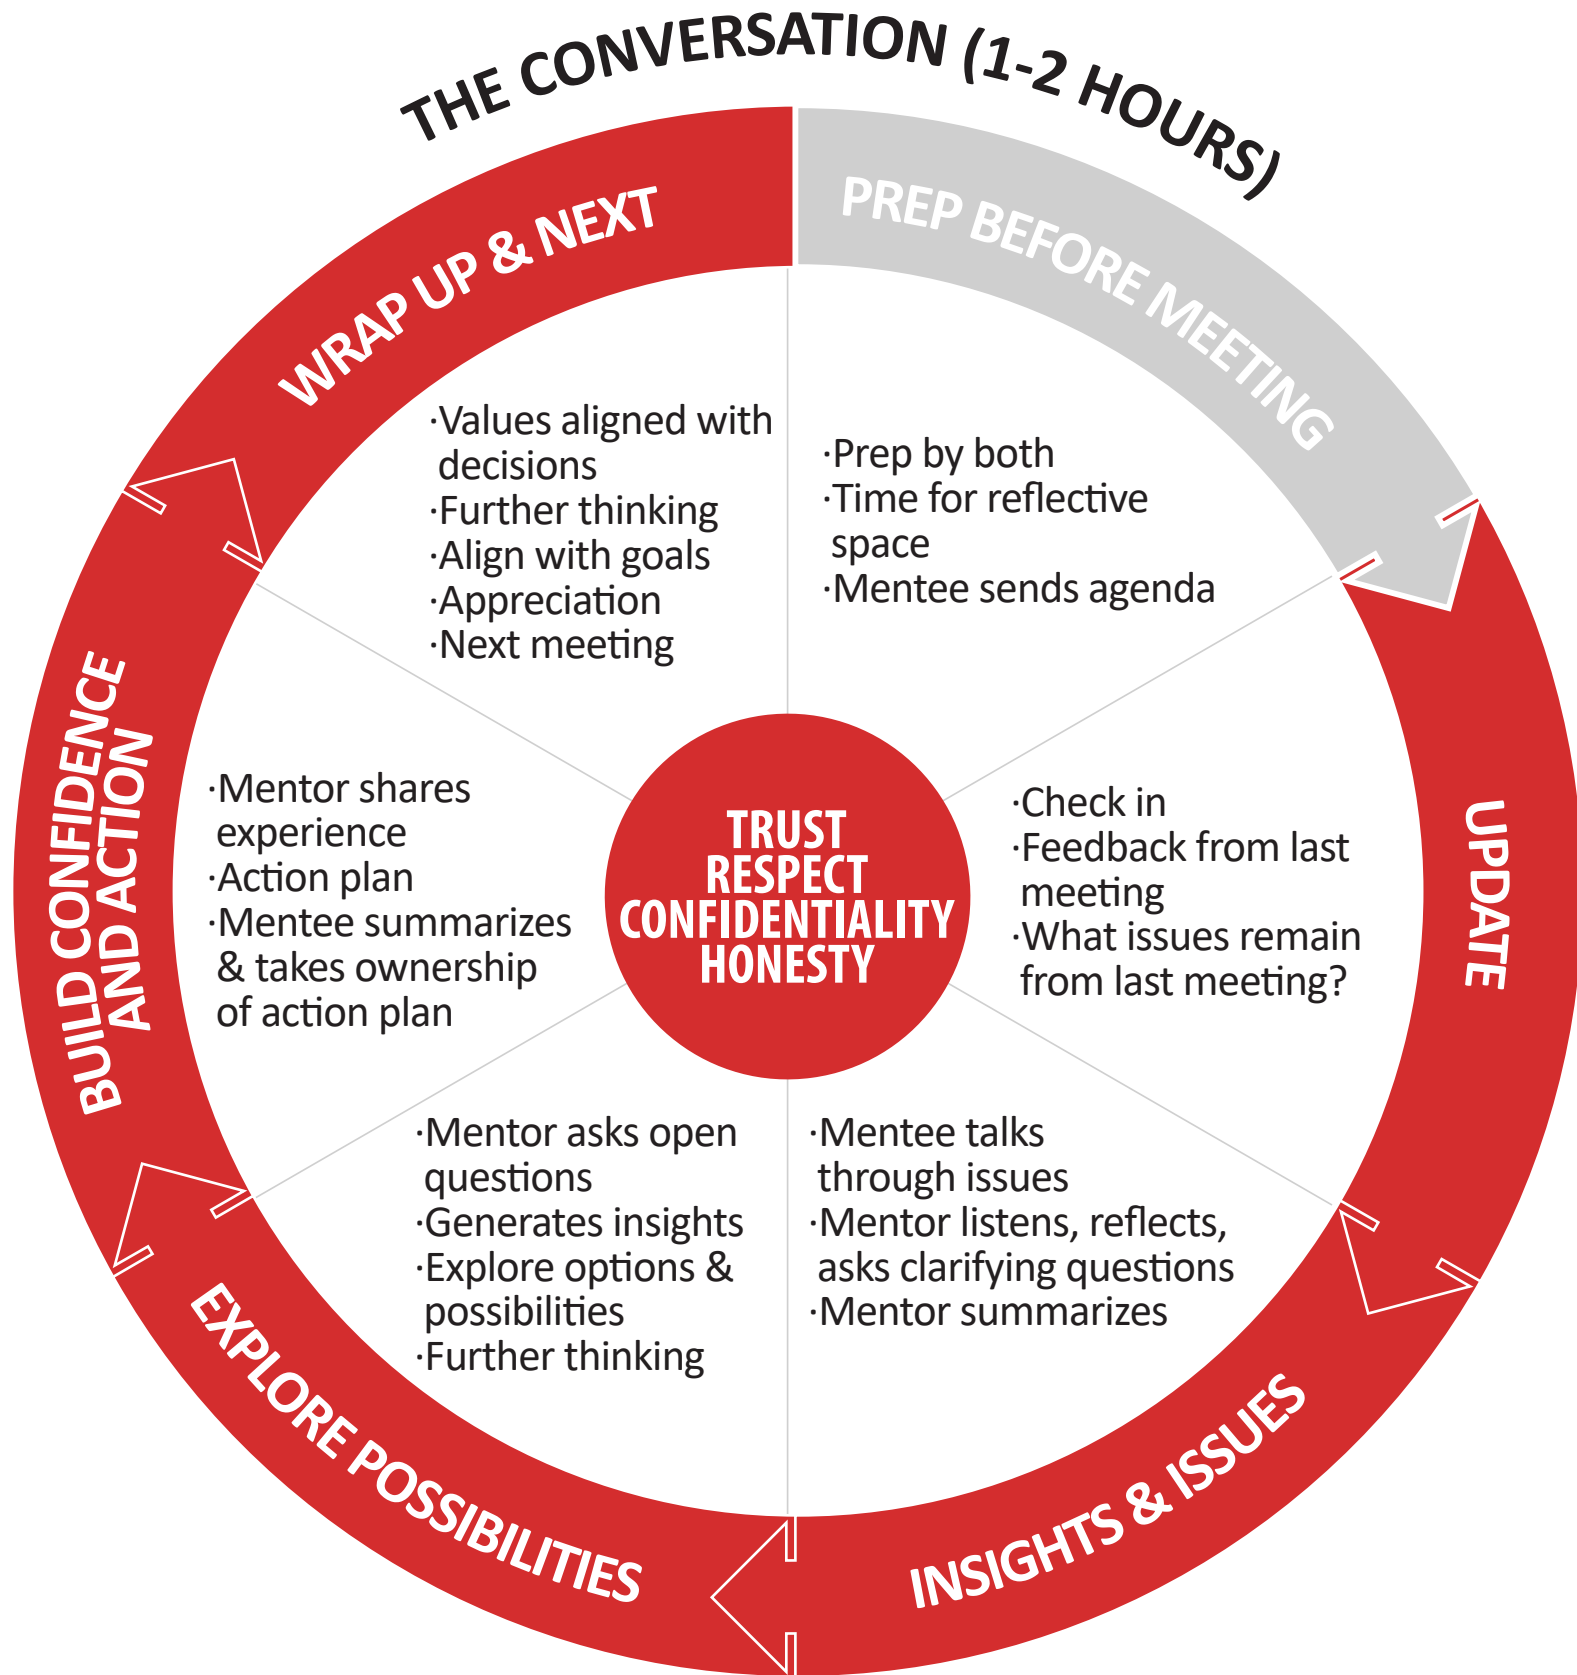 THE CONVERSATION (1-2 HOURS)
PREP BEFORE MEETING
·Prep by both
·Time for reflective
space
·Mentee sends agenda
UPDATE
·Check in
·Feedback from last
meeting
·What issues remain
from last meeting?
INSIGHTS & ISSUES
·Mentee talks
through issues
·Mentor listens, reflects,
asks clarifying questions
·Mentor summarizes
EXPLORE POSSIBILITIES
·Mentor asks open
questions
·Generates insights
·Explore options &
possibilities
·Further thinking
BUILD CONFIDENCE
AND ACTION
·Mentor shares
experience
·Action plan
·Mentee summarizes
& takes ownership
of action plan
WRAP UP & NEXT
·Values aligned with
decisions
·Further thinking
·Align with goals
·Appreciation
·Next meeting
TRUST
RESPECT
CONFIDENTIALITY
HONESTY